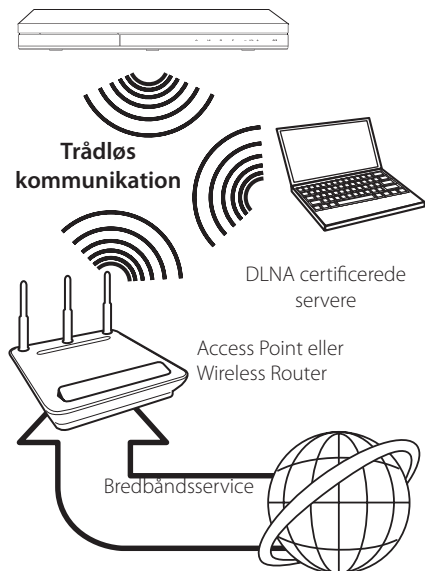 Trådløs
kommunikation
DLNA certificerede
servere
Access Point eller
Wireless Router
Bredbåndsservice